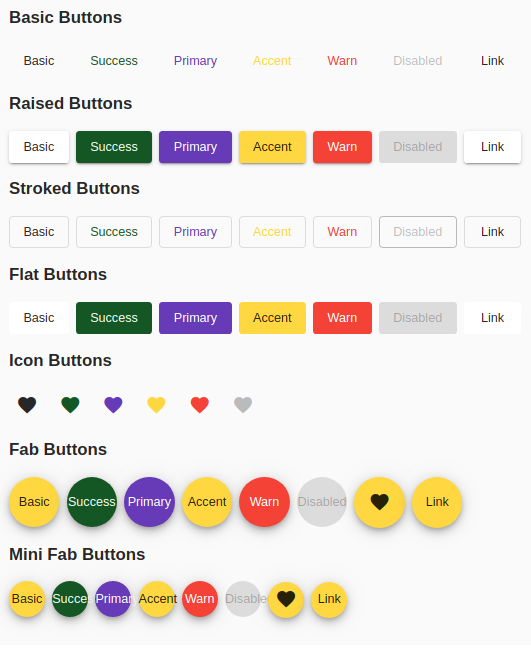 Basic Buttons
Basic Success Primary Accent Warn Disabled Link
Raised Buttons
Basic Success Primary Accent Warn Disabled Link
Stroked Buttons
Basic Success Primary Accent Warn Disabled Link
Flat Buttons
Basic Success Primary Accent Warn Disabled Link
Icon Buttons
Fab Buttons
Basic Success Primary Accent Warn Disabled Link
Mini Fab Buttons
Basic Succe Primar Accent Warn Disable Link